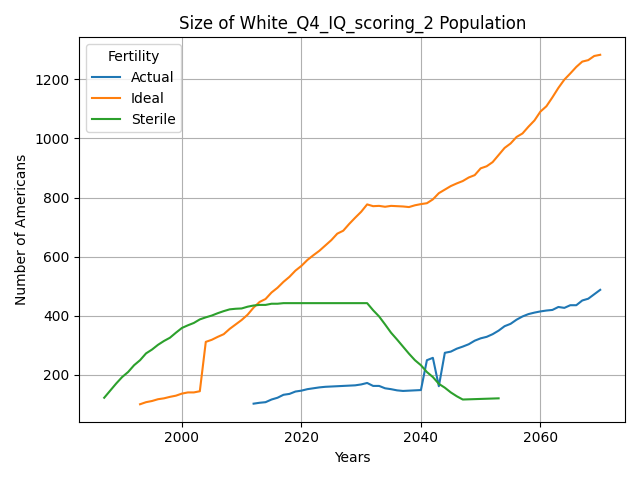 Size of White_Q4_IQ_scoring_2 Population
Fertility
Actual
Ideal
Sterile
1200
1000
800
600
400
200
Number of Americans
2000
2020
2040
2060
Years